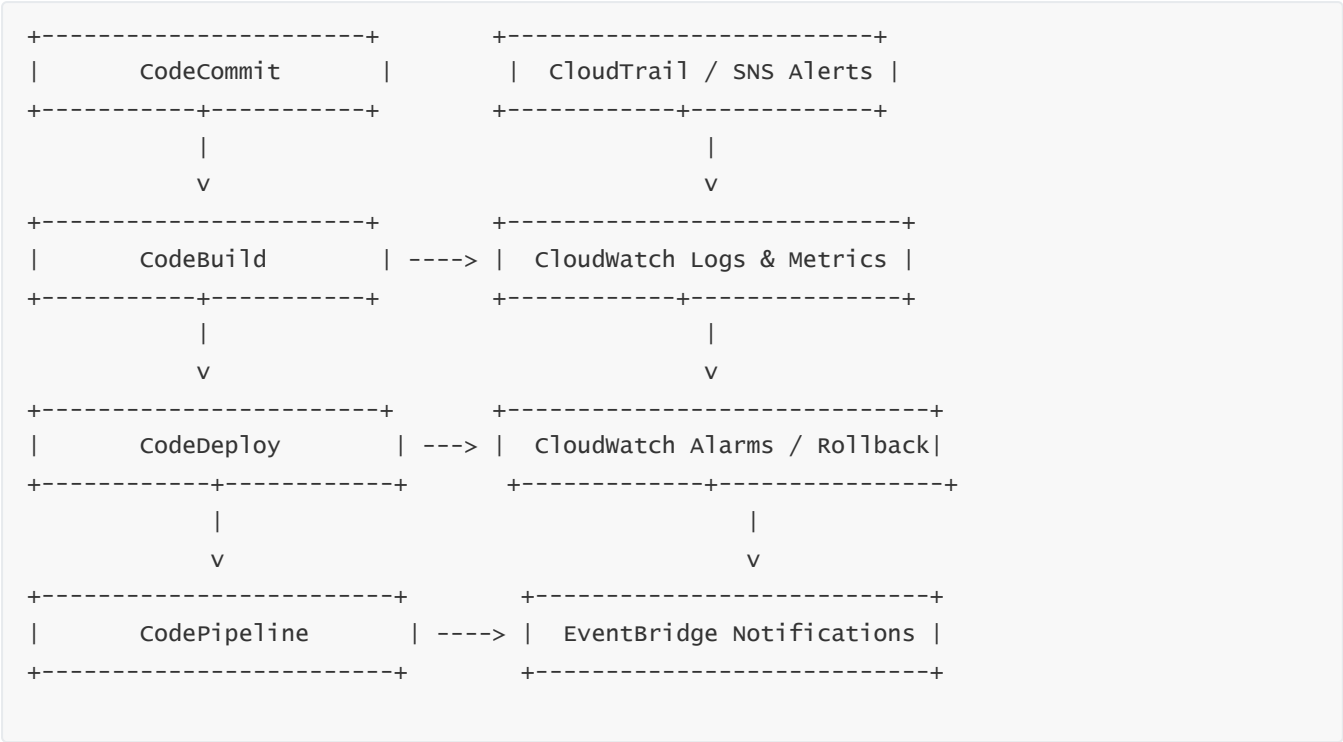 +-----------------------+        +--------------------------+
|       CodeCommit       |        |  CloudTrail / SNS Alerts |
+-----------+-----------+        +------------+-------------+
            |                                   |
            v                                   v
+-----------------------+        +----------------------------+
|       CodeBuild        | ----> |  CloudWatch Logs & Metrics |
+-----------+-----------+        +------------+---------------+
            |                                   |
            v                                   v
+------------------------+       +------------------------------+
|       CodeDeploy        | ---> |  CloudWatch Alarms / Rollback|
+------------+------------+       +-------------+----------------+
             |                                     |
             v                                     v
+-------------------------+        +----------------------------+
|       CodePipeline       | ----> |  EventBridge Notifications |
+-------------------------+        +----------------------------+